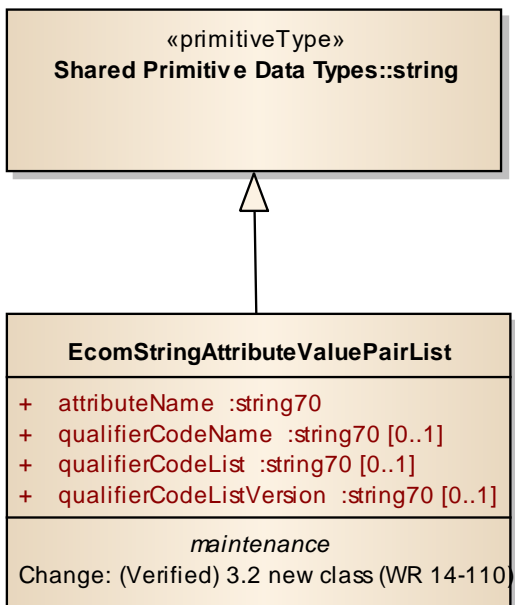 «primitiveType»
Shared Primitive Data Types::string
EcomStringAttributeValuePairList
+ attributeName :string70
+ qualifierCodeName :string70 [0..1]
+ qualifierCodeList :string70 [0..1]
+ qualifierCodeListVersion :string70 [0..1]
maintenance
Change: (Verified) 3.2 new class (WR 14-110)